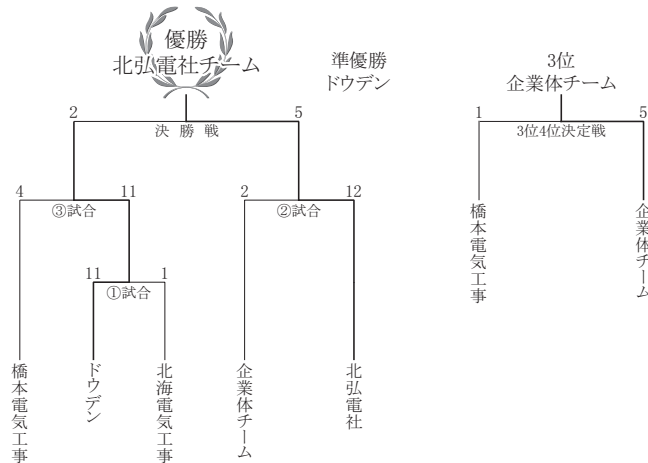 優勝
北弘電社チーム
準優勝
ドウデン
3位
企業体チーム
2
5
決勝戦
1
5
3位4位決定戦
4
11
③試合
2
12
②試合
11
1
①試合
橋本電気工事
ドウデン
北海電気工事
企業体チーム
北弘電社
橋本電気工事
企業体チーム